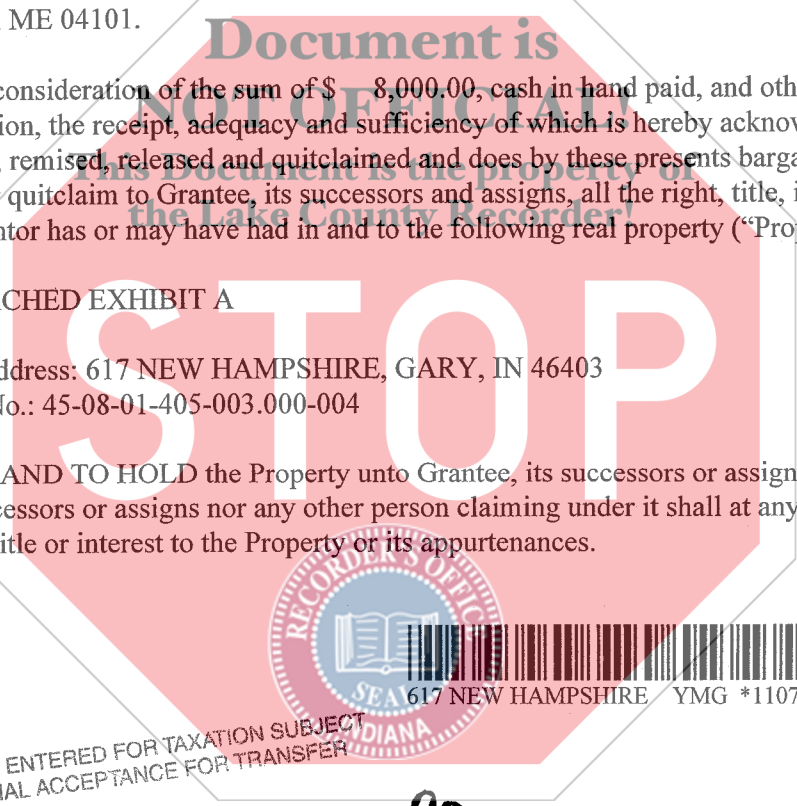 ME 04101.
Document is
consideration of the sum of $ 8,000.00, cash in hand paid, and oth
NOT OFFICIAL!
ion, the receipt, adequacy and sufficiency of which is hereby acknov
, remised, released and quitclaimed and does by these presents barga
This Document is the property of
quitclaim to Grantee, its successors and assigns, all the right, title, i
the Lake County Recorder!
ntor has or may have had in and to the following real property (“Prop
CHED EXHIBIT A
STOP
ddress: 617 NEW HAMPSHIRE, GARY, IN 46403
No.: 45-08-01-405-003.000-004
AND TO HOLD the Property unto Grantee, its successors or assign
cessors or assigns nor any other person claiming under it shall at any
itle or interest to the Property or its appurtenances.
RECORDER'S OFFICE
SEAL
INDIANA
617 NEW HAMPSHIRE YMG *1107
ENTERED FOR TAXATION SUBJECT
AL ACCEPTANCE FOR TRANSFER